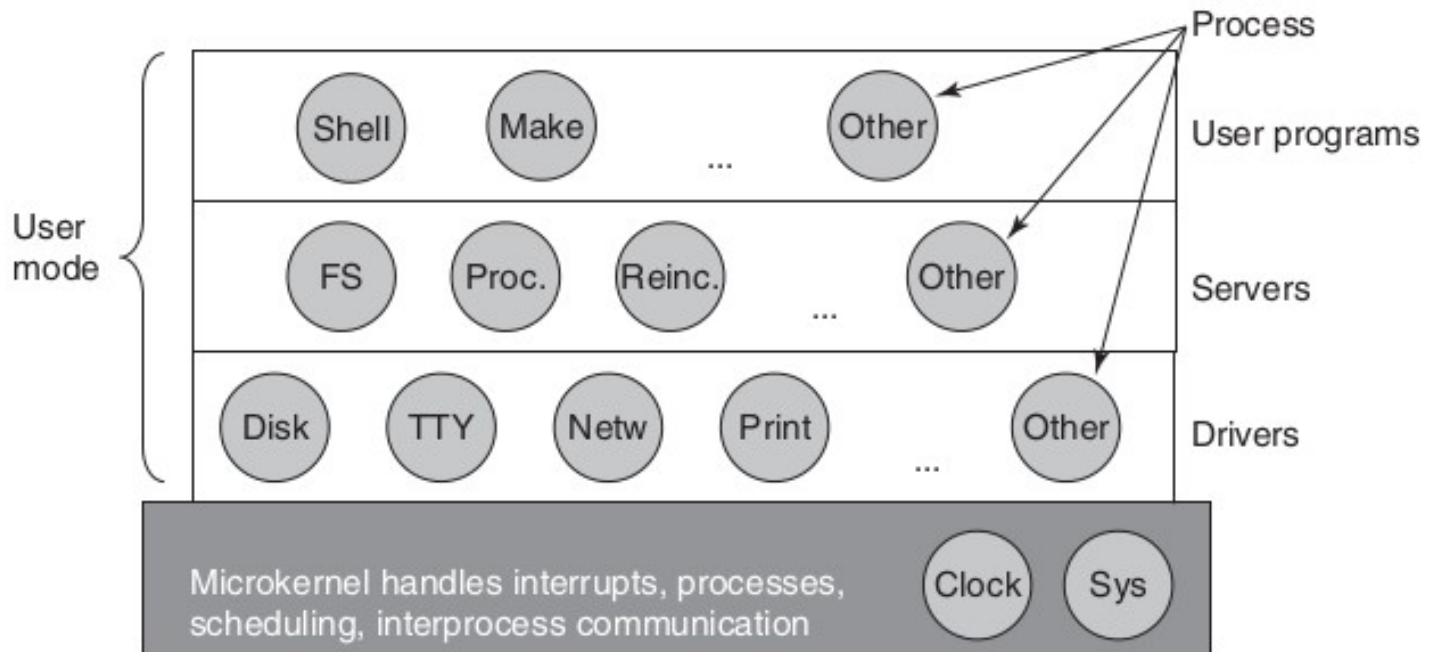 Process
Shell
Make
...
Other
User programs
User
mode
FS
Proc.
Reinc.
...
Other
Servers
Disk
TTY
Netw
Print
...
Other
Drivers
Microkernel handles interrupts, processes,
scheduling, interprocess communication
Clock
Sys